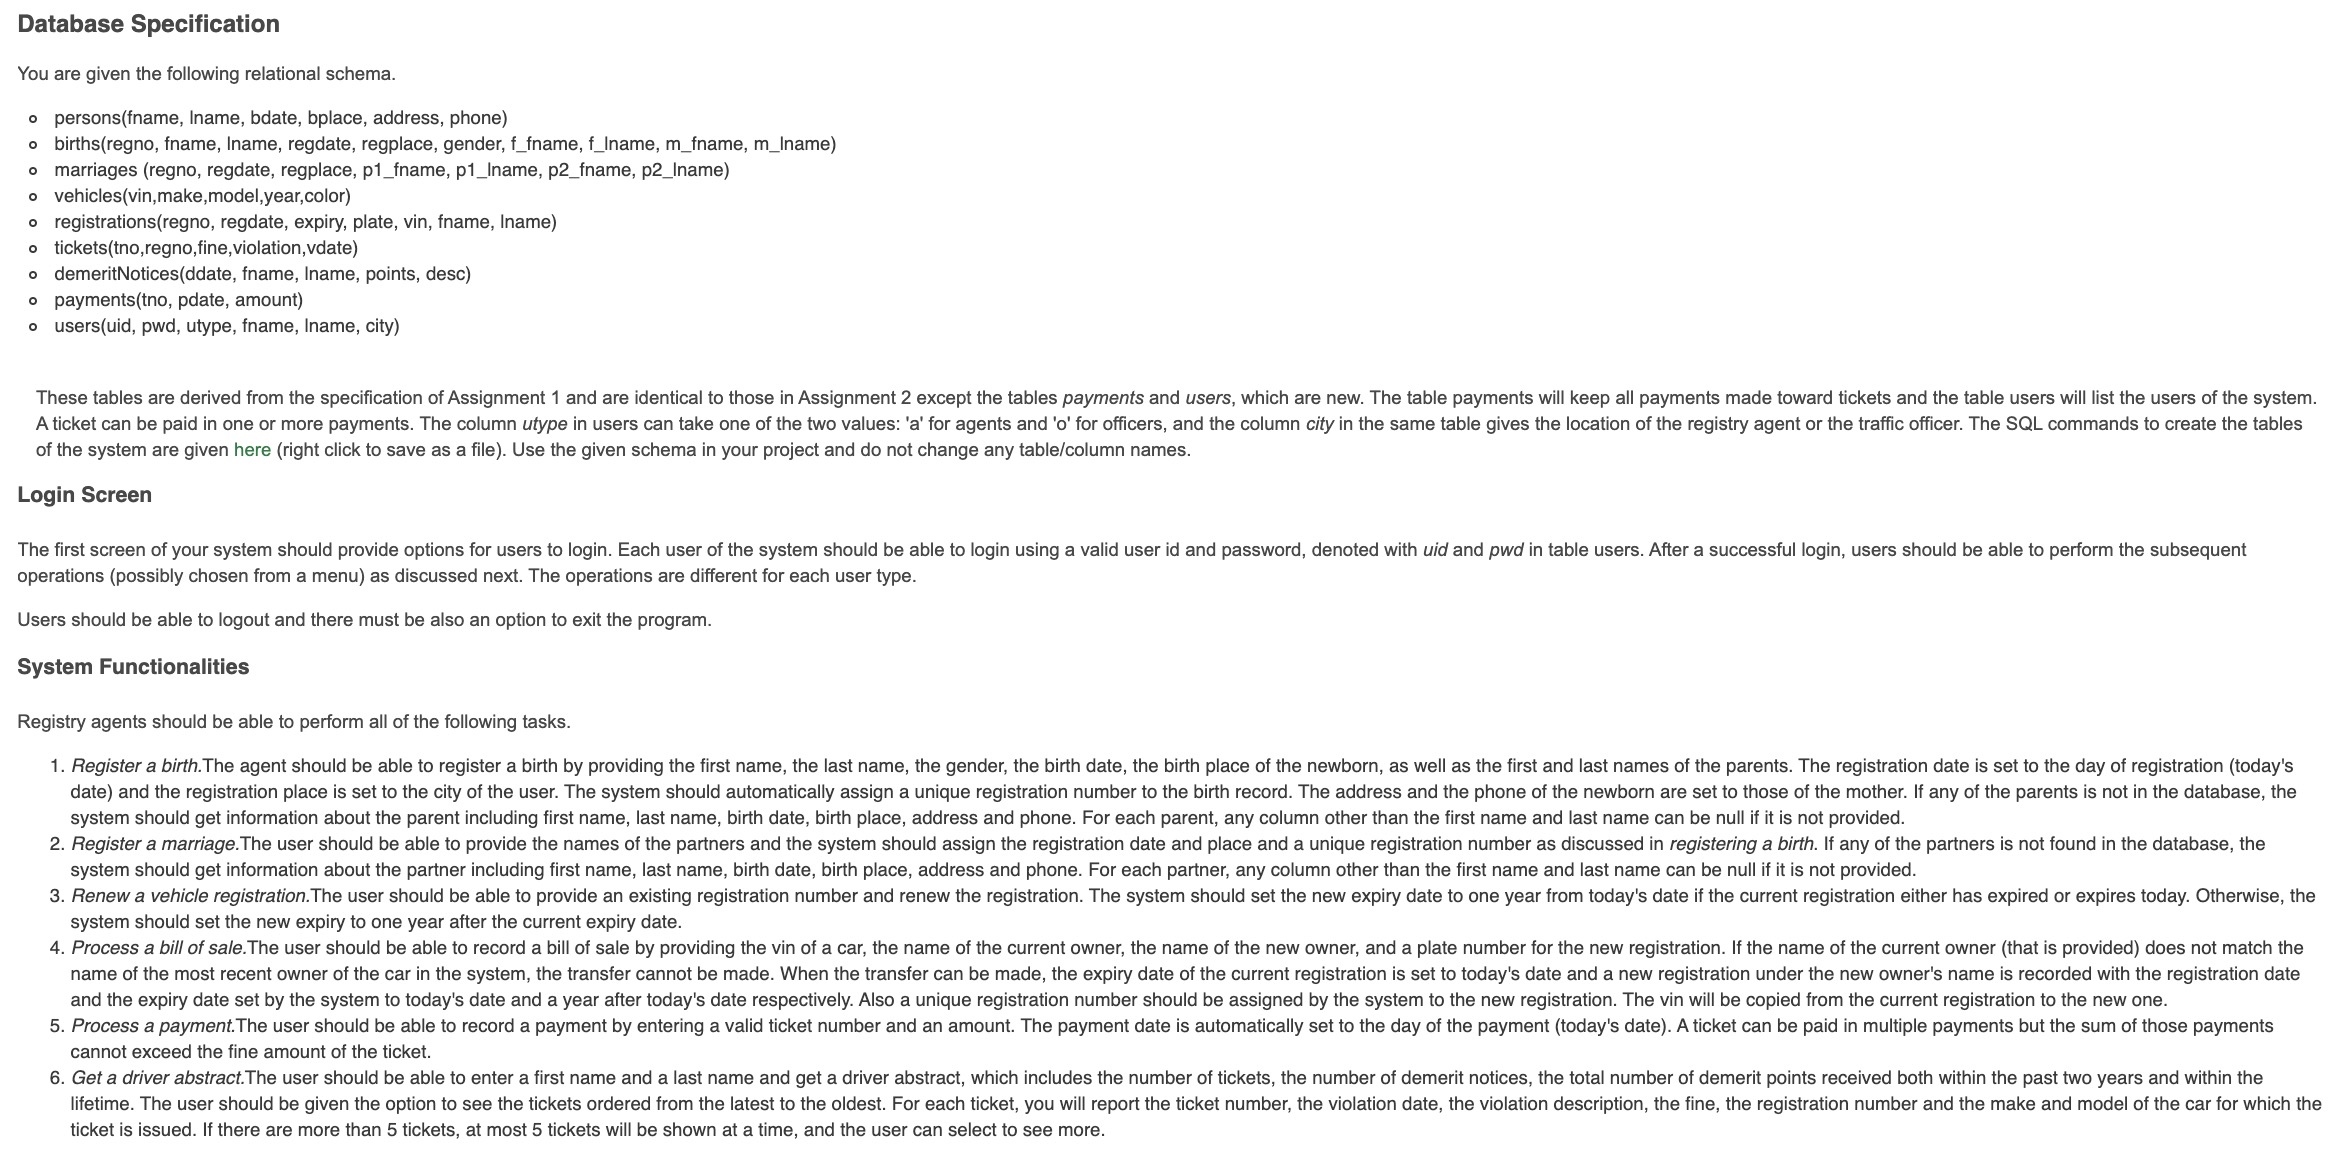 Database Specification
You are given the following relational schema.
persons(fname, lname, bdate, bplace, address, phone)
births(regno, fname, lname, regdate, regplace, gender, f_fname, f_lname, m_fname, m_lname)
marriages (regno, regdate, regplace, p1_fname, p1_lname, p2_fname, p2_lname)
vehicles(vin,make,model,year,color)
registrations(regno, regdate, expiry, plate, vin, fname, lname)
tickets(tno,regno,fine,violation,vdate)
demeritNotices(ddate, fname, lname, points, desc)
payments(tno, pdate, amount)
users(uid, pwd, utype, fname, lname, city)
These tables are derived from the specification of Assignment 1 and are identical to those in Assignment 2 except the tables payments and users, which are new. The table payments will keep all payments made toward tickets and the table users will list the users of the system.
A ticket can be paid in one or more payments. The column utype in users can take one of the two values: 'a' for agents and 'o' for officers, and the column city in the same table gives the location of the registry agent or the traffic officer. The SQL commands to create the tables
of the system are given here (right click to save as a file). Use the given schema in your project and do not change any table/column names.
Login Screen
The first screen of your system should provide options for users to login. Each user of the system should be able to login using a valid user id and password, denoted with uid and pwd in table users. After a successful login, users should be able to perform the subsequent
operations (possibly chosen from a menu) as discussed next. The operations are different for each user type.
Users should be able to logout and there must be also an option to exit the program.
System Functionalities
Registry agents should be able to perform all of the following tasks.
1. Register a birth.The agent should be able to register a birth by providing the first name, the last name, the gender, the birth date, the birth place of the newborn, as well as the first and last names of the parents. The registration date is set to the day of registration (today's
date) and the registration place is set to the city of the user. The system should automatically assign a unique registration number to the birth record. The address and the phone of the newborn are set to those of the mother. If any of the parents is not in the database, the
system should get information about the parent including first name, last name, birth date, birth place, address and phone. For each parent, any column other than the first name and last name can be null if it is not provided.
2. Register a marriage.The user should be able to provide the names of the partners and the system should assign the registration date and place and a unique registration number as discussed in registering a birth. If any of the partners is not found in the database, the
system should get information about the partner including first name, last name, birth date, birth place, address and phone. For each partner, any column other than the first name and last name can be null if it is not provided.
3. Renew a vehicle registration.The user should be able to provide an existing registration number and renew the registration. The system should set the new expiry date to one year from today's date if the current registration either has expired or expires today. Otherwise, the
system should set the new expiry to one year after the current expiry date.
4. Process a bill of sale.The user should be able to record a bill of sale by providing the vin of a car, the name of the current owner, the name of the new owner, and a plate number for the new registration. If the name of the current owner (that is provided) does not match the
name of the most recent owner of the car in the system, the transfer cannot be made. When the transfer can be made, the expiry date of the current registration is set to today's date and a new registration under the new owner's name is recorded with the registration date
and the expiry date set by the system to today's date and a year after today's date respectively. Also a unique registration number should be assigned by the system to the new registration. The vin will be copied from the current registration to the new one.
5. Process a payment.The user should be able to record a payment by entering a valid ticket number and an amount. The payment date is automatically set to the day of the payment (today's date). A ticket can be paid in multiple payments but the sum of those payments
cannot exceed the fine amount of the ticket.
6. Get a driver abstract.The user should be able to enter a first name and a last name and get a driver abstract, which includes the number of tickets, the number of demerit notices, the total number of demerit points received both within the past two years and within the
lifetime. The user should be given the option to see the tickets ordered from the latest to the oldest. For each ticket, you will report the ticket number, the violation date, the violation description, the fine, the registration number and the make and model of the car for which the
ticket is issued. If there are more than 5 tickets, at most 5 tickets will be shown at a time, and the user can select to see more.